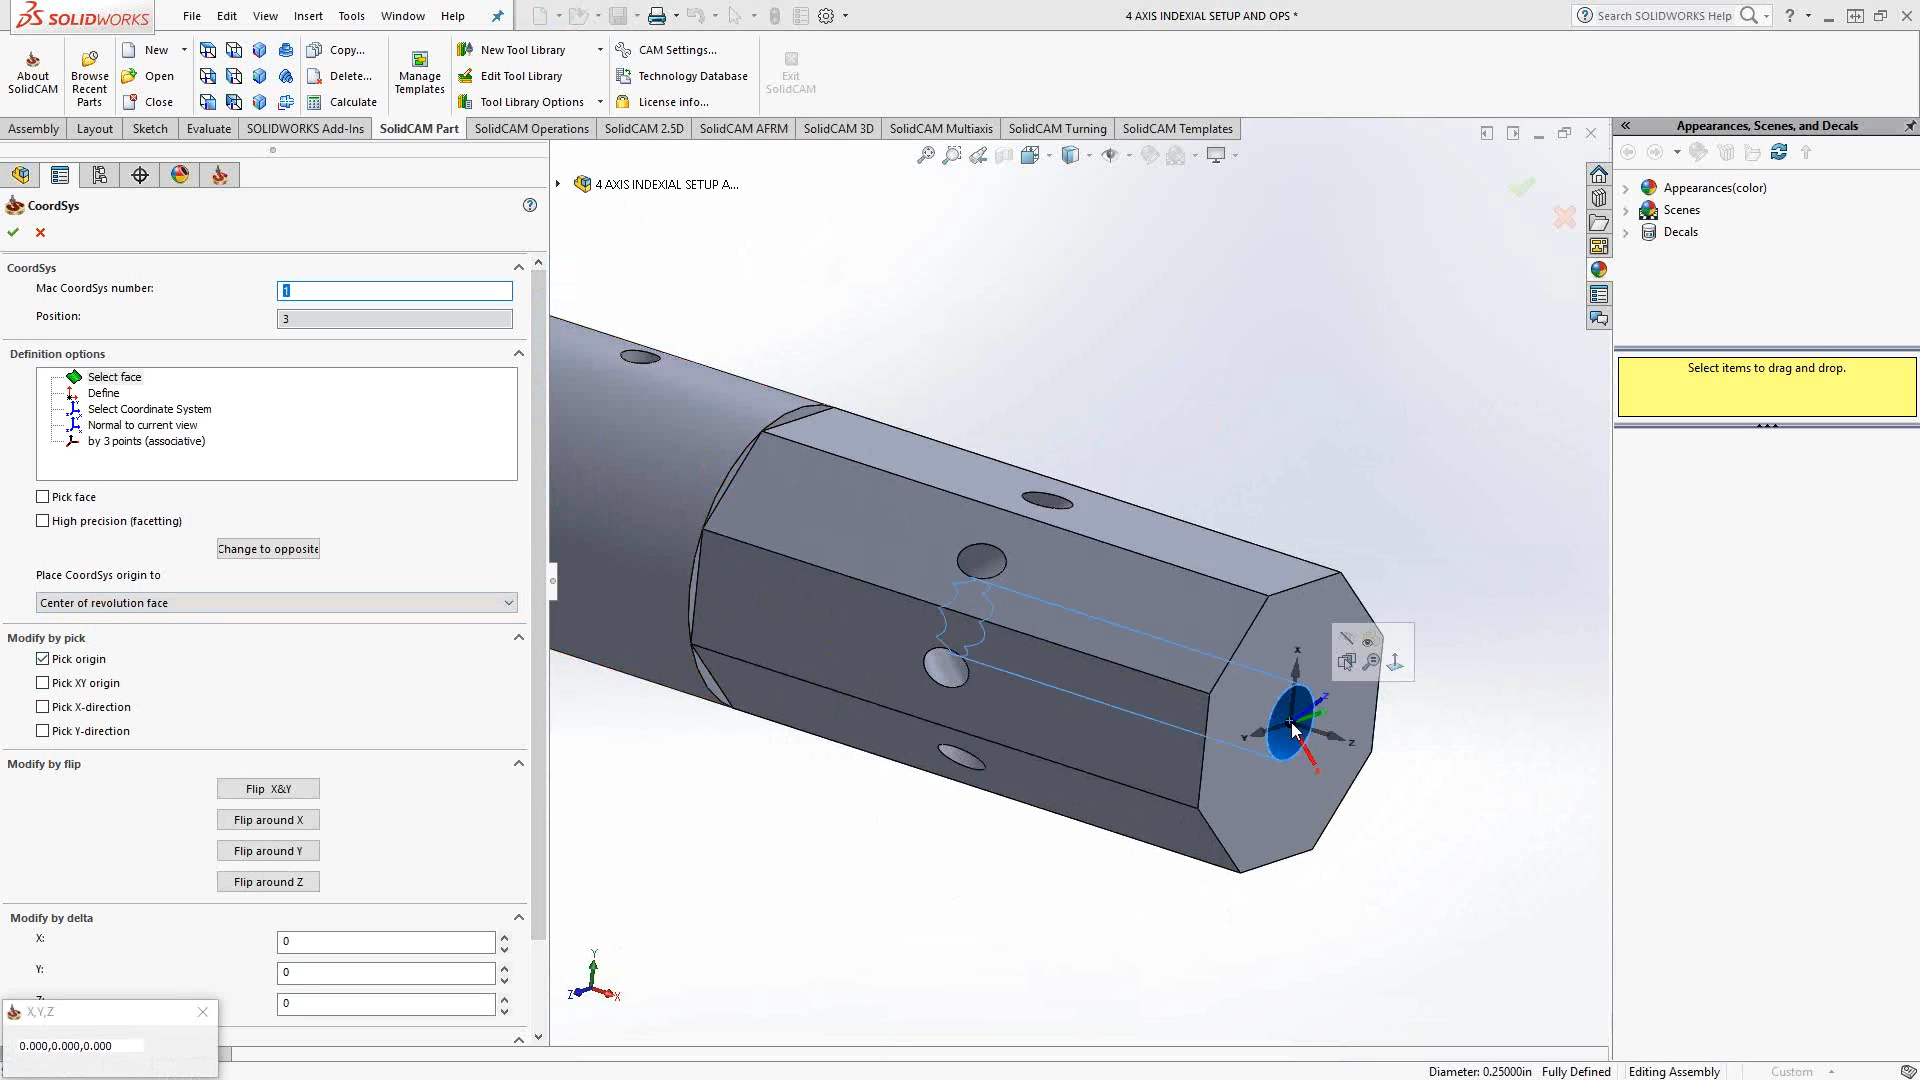 SOLIDWORKS
File Edit View Insert Tools Window Help
4 AXIS INDEXIAL SETUP AND OPS *
Search SOLIDWORKS Help
About SolidCAM
Browse Recent Parts
New
Open
Close
Copy...
Delete...
Calculate
Manage Templates
New Tool Library
Edit Tool Library
Tool Library Options
CAM Settings...
Technology Database
License info...
Exit SolidCAM
Assembly Layout Sketch Evaluate SOLIDWORKS Add-Ins SolidCAM Part SolidCAM Operations SolidCAM 2.5D SolidCAM AFRM SolidCAM 3D SolidCAM Multiaxis SolidCAM Turning SolidCAM Templates
4 AXIS INDEXIAL SETUP A...
CoordSys
CoordSys
Mac CoordSys number: 1
Position: 3
Definition options
Select face
Define
Select Coordinate System
Normal to current view
by 3 points (associative)
Pick face
High precision (facetting)
Change to opposite
Place CoordSys origin to
Center of revolution face
Modify by pick
Pick origin
Pick XY origin
Pick X-direction
Pick Y-direction
Modify by flip
Flip X&Y
Flip around X
Flip around Y
Flip around Z
Modify by delta
X: 0
Y: 0
Z: 0
X,Y,Z
0.000,0.000,0.000
X
Y
Z
Z
Y
Z
X
Appearances, Scenes, and Decals
Appearances(color)
Scenes
Decals
Select items to drag and drop.
Diameter: 0.25000in Fully Defined Editing Assembly Custom